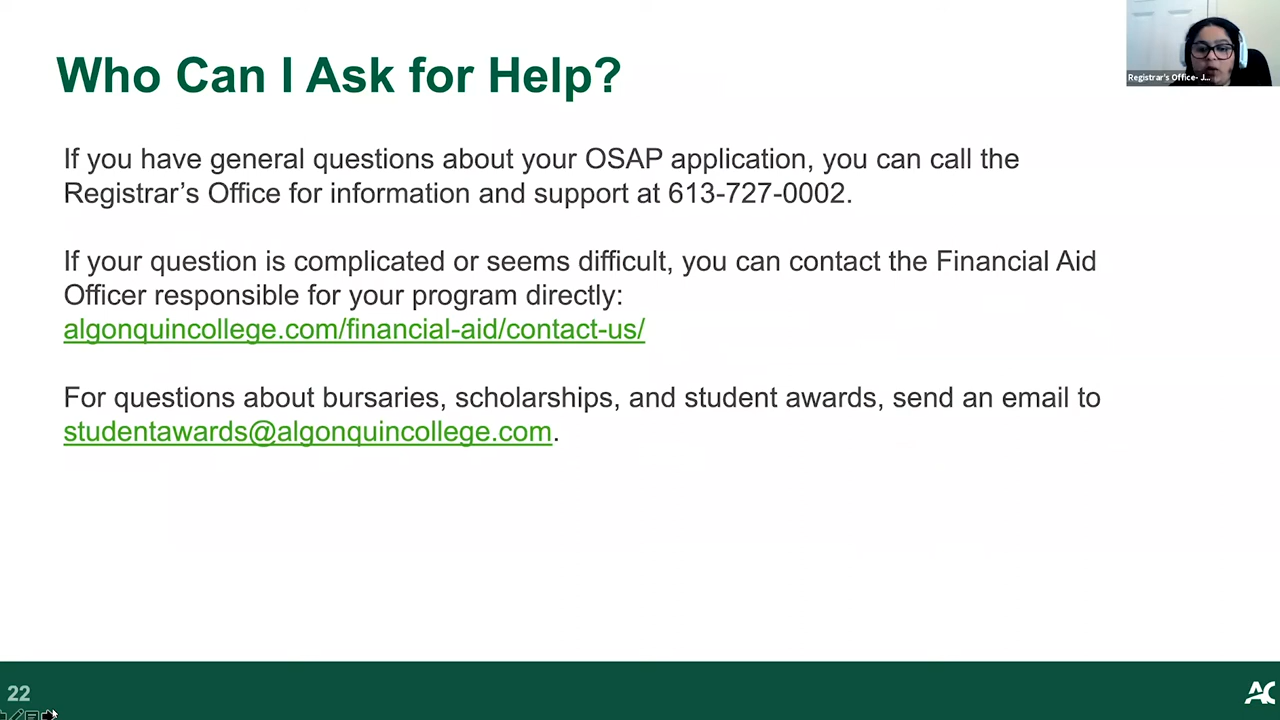 Who Can I Ask for Help?
Registrar's Office- J...
If you have general questions about your OSAP application, you can call the
Registrar’s Office for information and support at 613-727-0002.
If your question is complicated or seems difficult, you can contact the Financial Aid
Officer responsible for your program directly:
algonquincollege.com/financial-aid/contact-us/
For questions about bursaries, scholarships, and student awards, send an email to
studentawards@algonquincollege.com.
22
AC